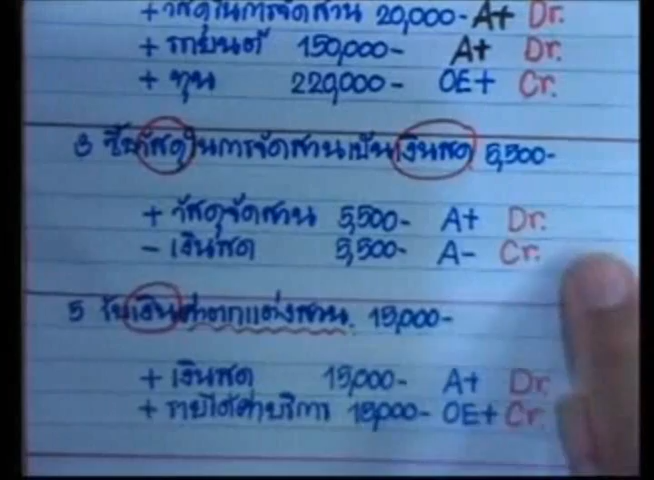 + วัสดุในการจัดสวน 20,000- A+ Dr.
+ รถยนต์ 150,000- A+ Dr.
+ ทุน 220,000- OE+ Cr.
3 ซื้อวัสดุในการจัดสวนเป็นเงินสด 5,500-
+ วัสดุจัดสวน 5,500- A+ Dr.
- เงินสด 5,500- A- Cr.
5 รับเงินค่าตกแต่งสวน 15,000-
+ เงินสด 15,000- A+ Dr.
+ รายได้ค่าบริการ 15,000- OE+ Cr.